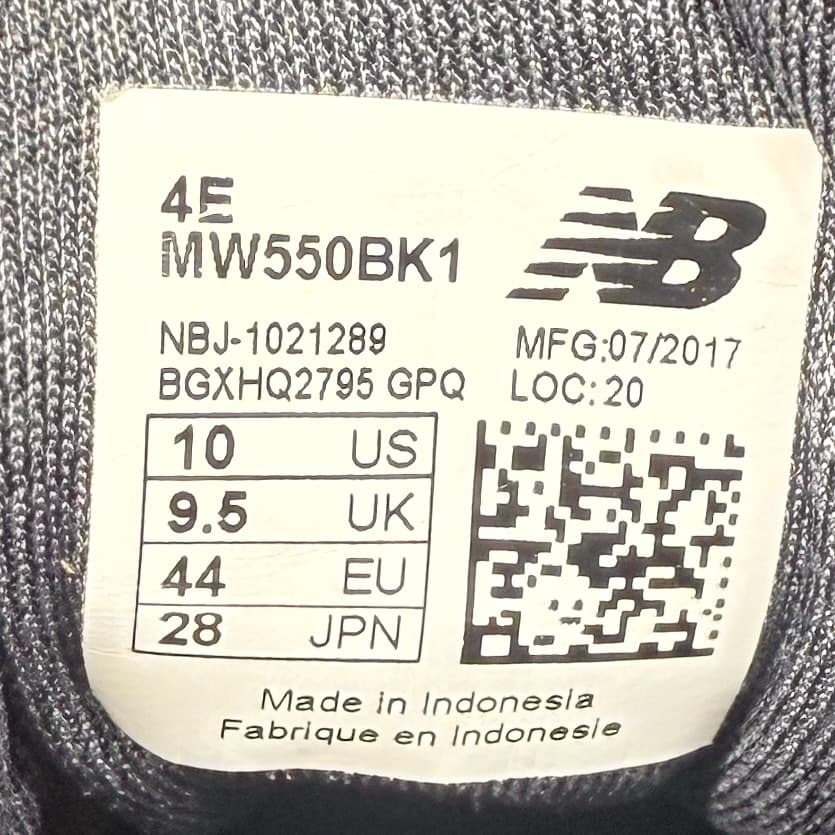 4E
MW550BK1
NB
NBJ-1021289
BGXHQ2795 GPQ
MFG:07/2017
LOC:20
10 US
9.5 UK
44 EU
28 JPN
Made in Indonesia
Fabrique en Indonesie